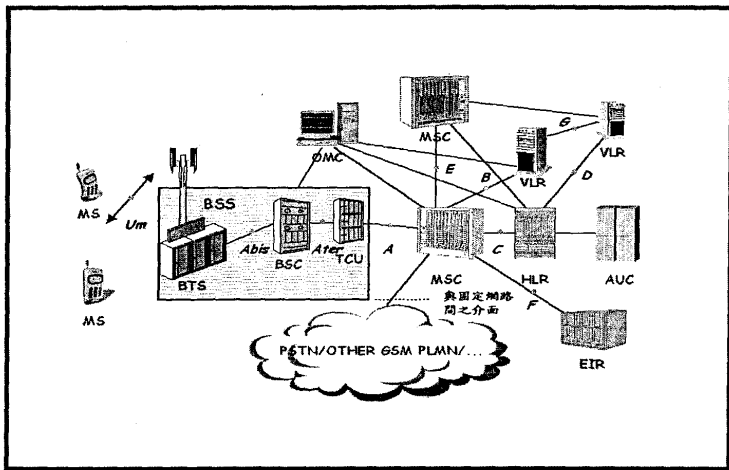 MSC
G
VLR
OMC
E
B
VLR
D
MS
Um
BSS
Abis
Ater
BTS
BSC
TCU
A
MSC
C
HLR
AUC
MS
與固定網路
間之介面
F
PSTN/OTHER GSM PLMN/...
EIR